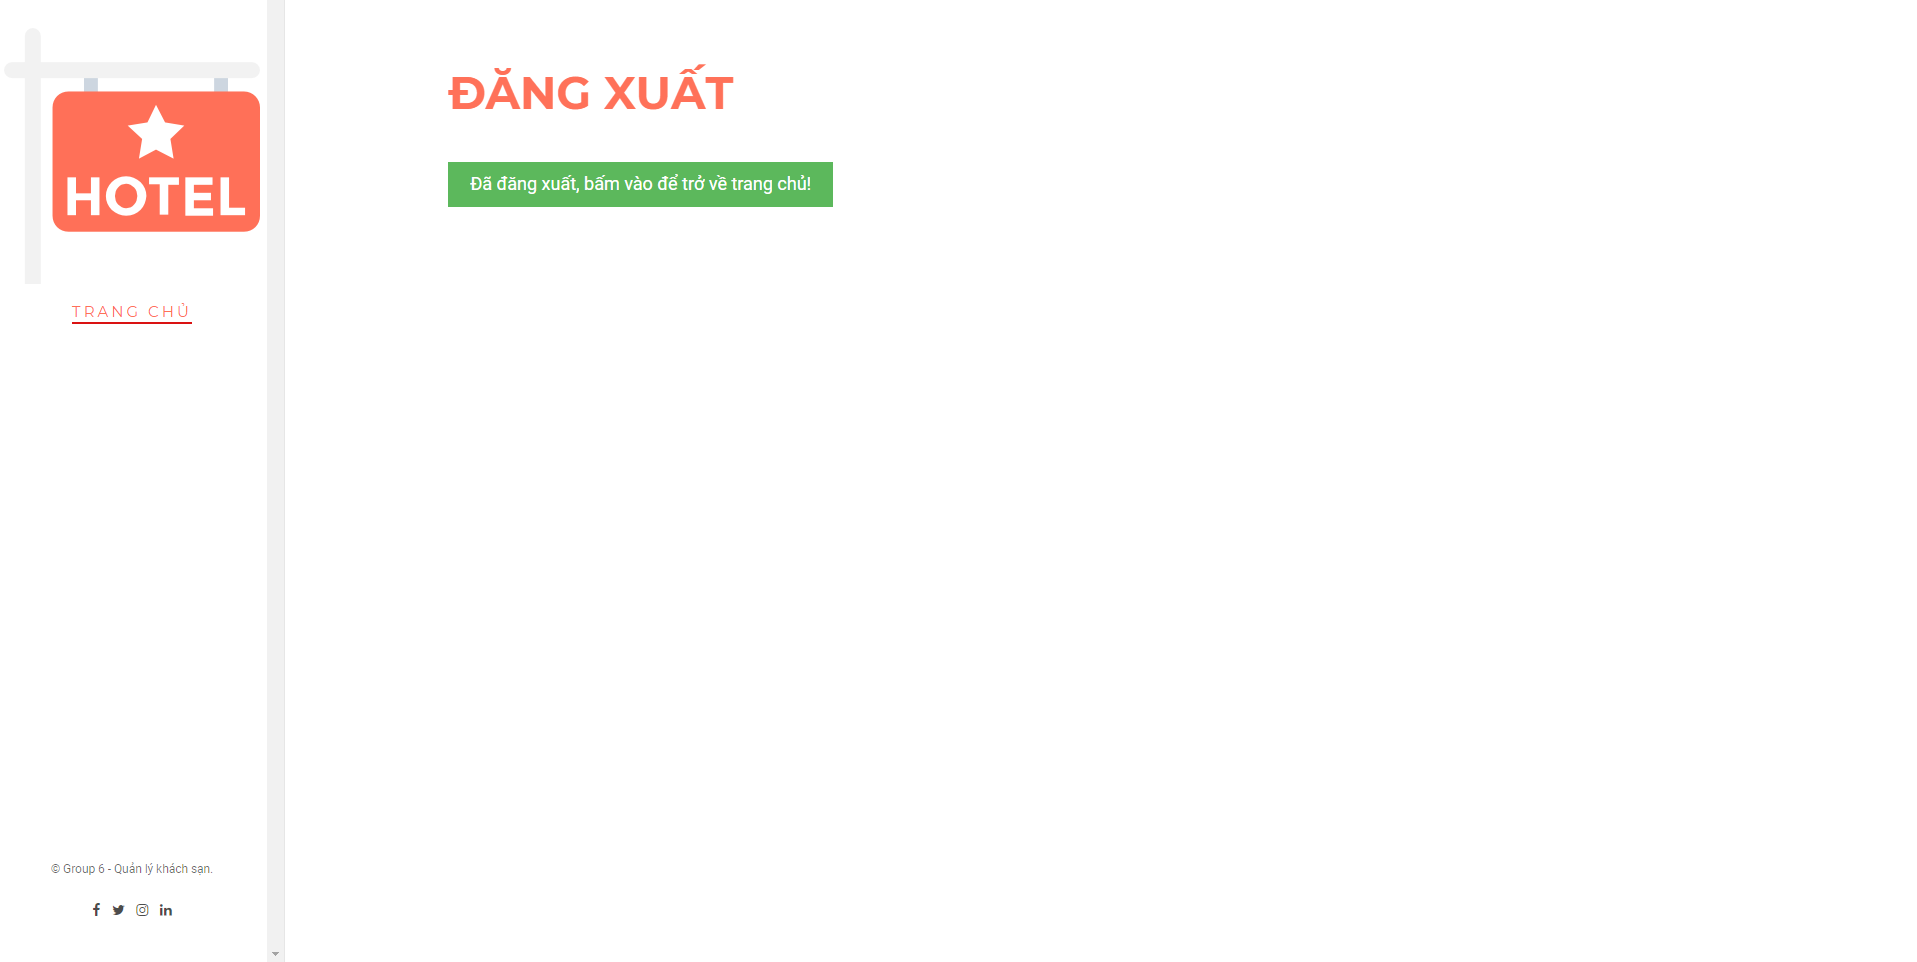 HOTEL
TRANG CHỦ
© Group 6 - Quản lý khách sạn.
ĐĂNG XUẤT
Đã đăng xuất, bấm vào để trở về trang chủ!